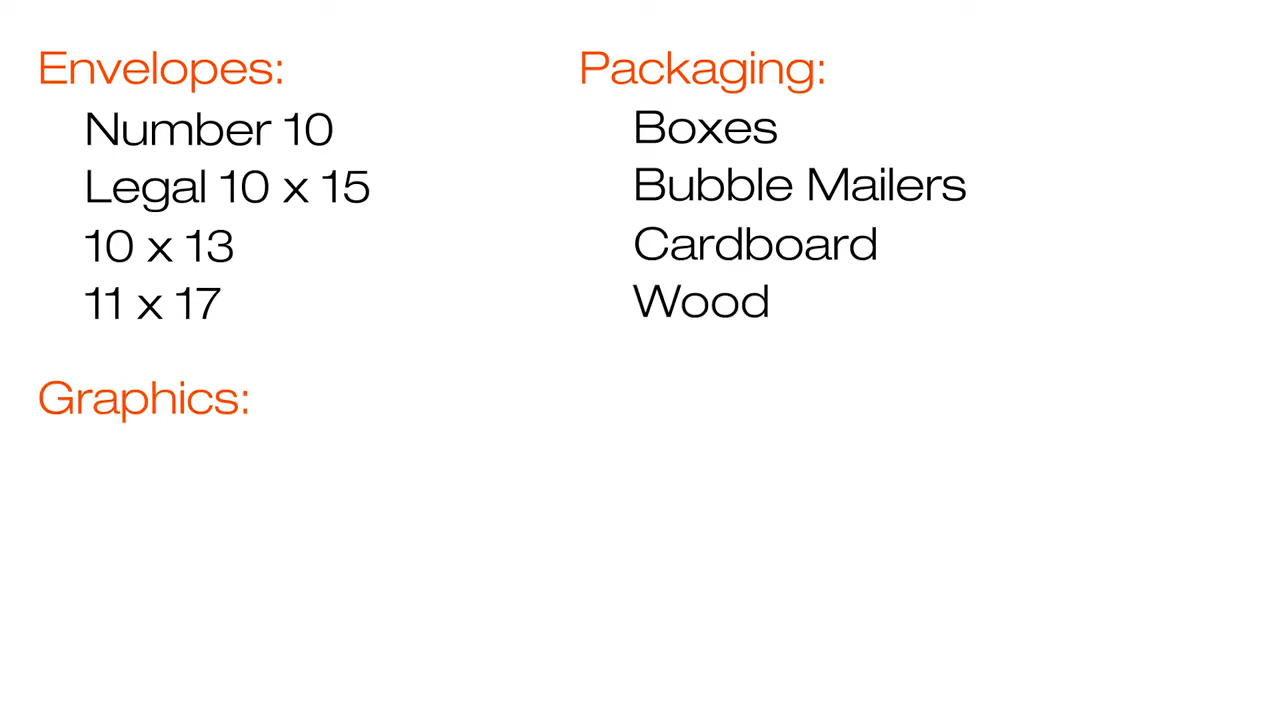 Envelopes:
Number 10
Legal 10 x 15
10 x 13
11 x 17
Packaging:
Boxes
Bubble Mailers
Cardboard
Wood
Graphics: